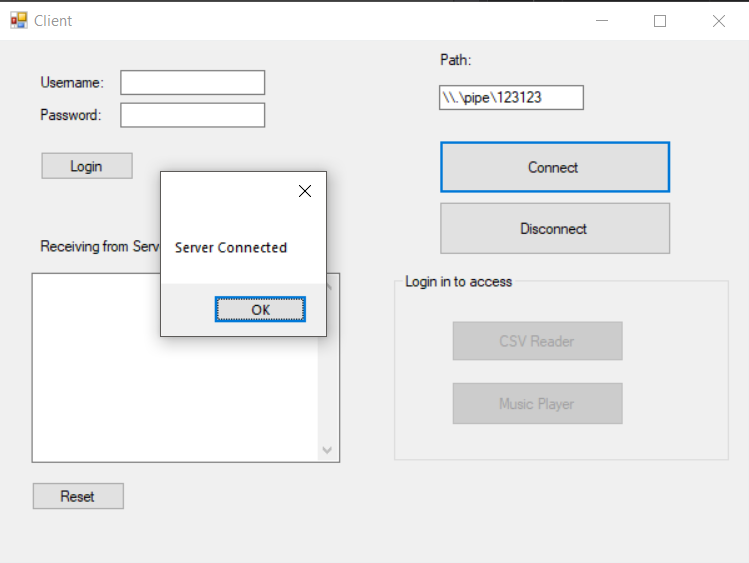 Client
Username:
Password:
Login
Path:
\\.\pipe\123123
Connect
Disconnect
Server Connected
OK
Receiving from Serv
Login in to access
CSV Reader
Music Player
Reset